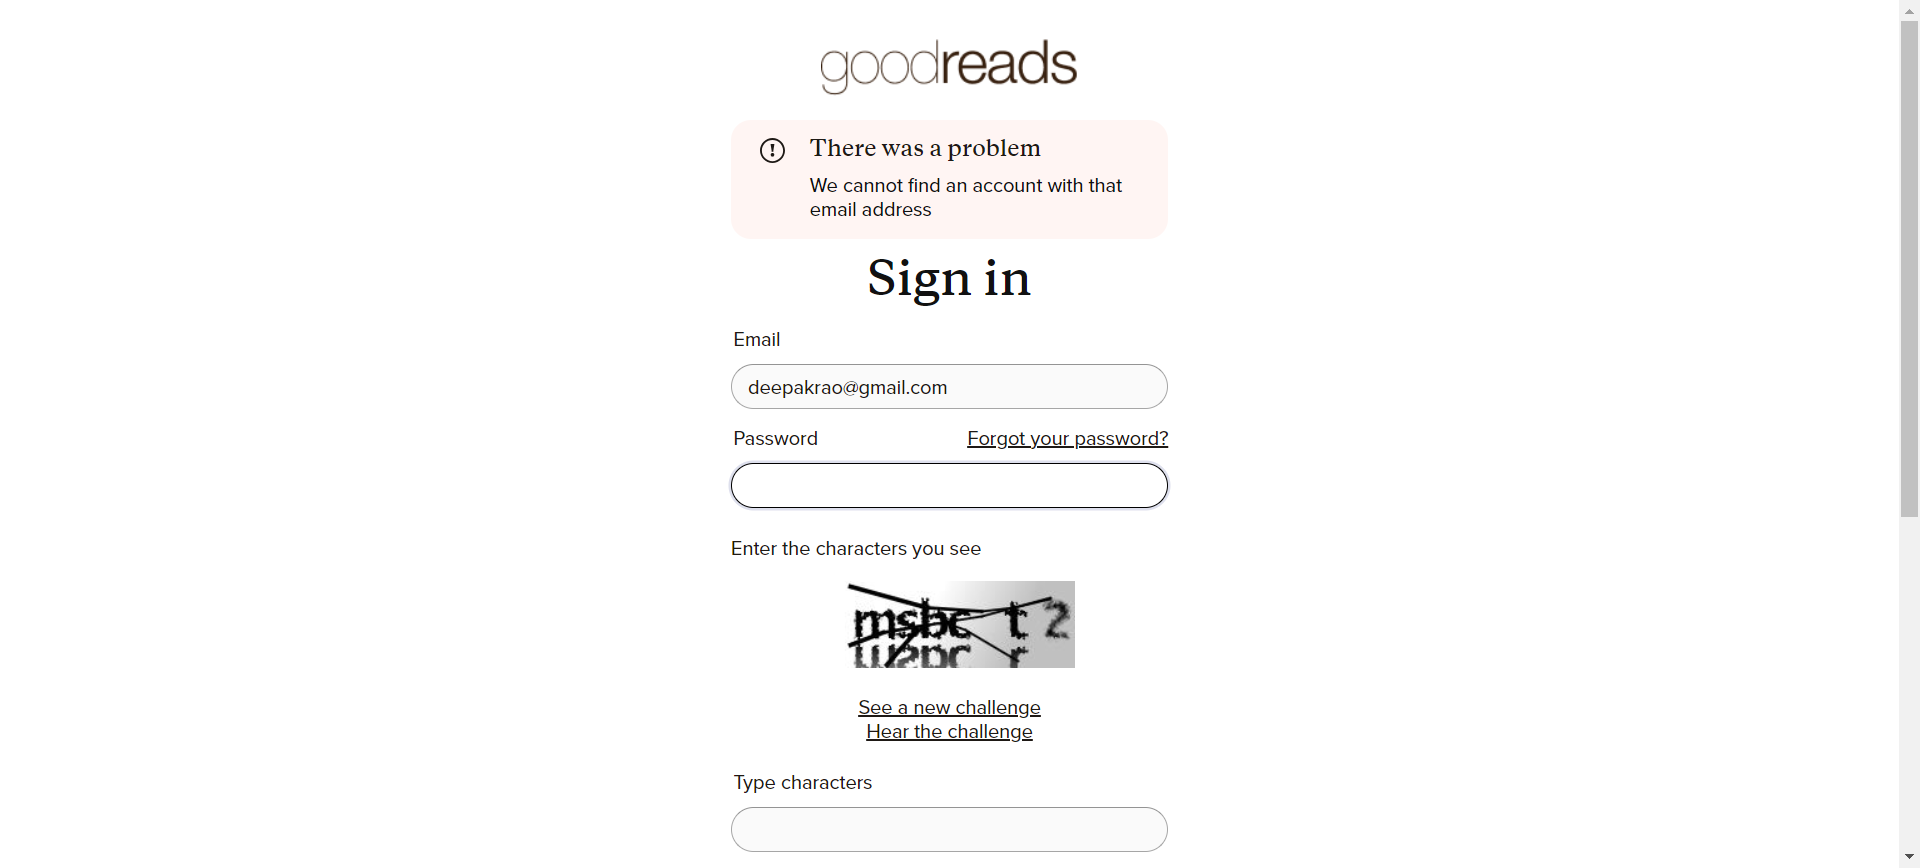 goodreads
There was a problem
We cannot find an account with that
email address
Sign in
Email
deepakrao@gmail.com
Password Forgot your password?
Enter the characters you see
See a new challenge
Hear the challenge
Type characters